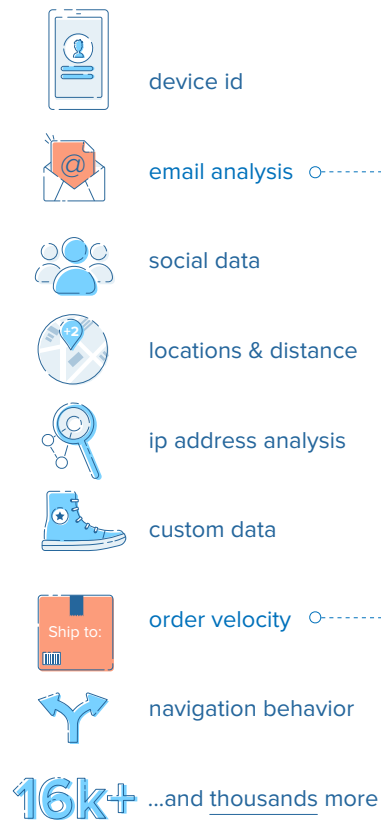 device id
@
email analysis
social data
+2
locations & distance
ip address analysis
custom data
Ship to:
order velocity
navigation behavior
16k+ ...and thousands more